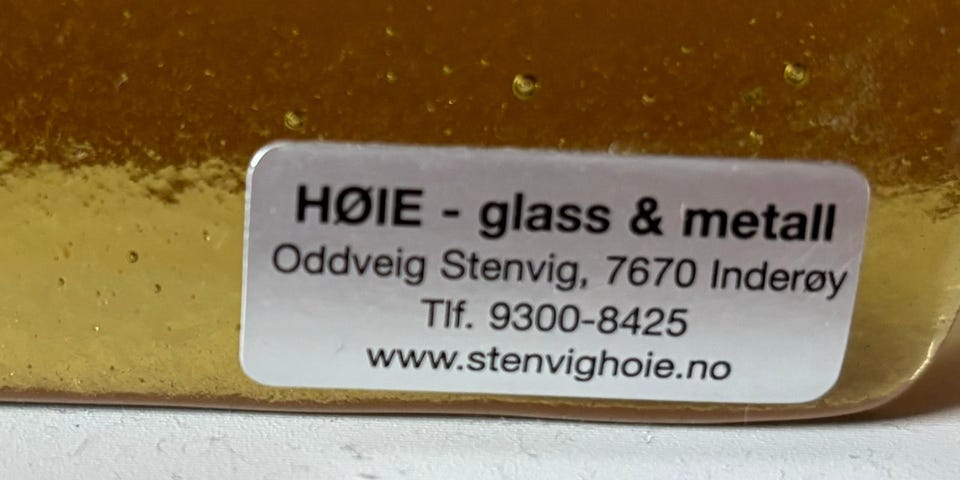 HØIE - glass & metall
Oddveig Stenvig, 7670 Inderøy
Tlf. 9300-8425
www.stenvighoie.no